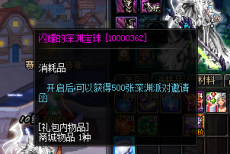 闪耀的深渊宝珠 [10000362]
消耗品
开启后可以获得500张深渊派对邀请函
[礼包内物品]
商城物品 1种
材料